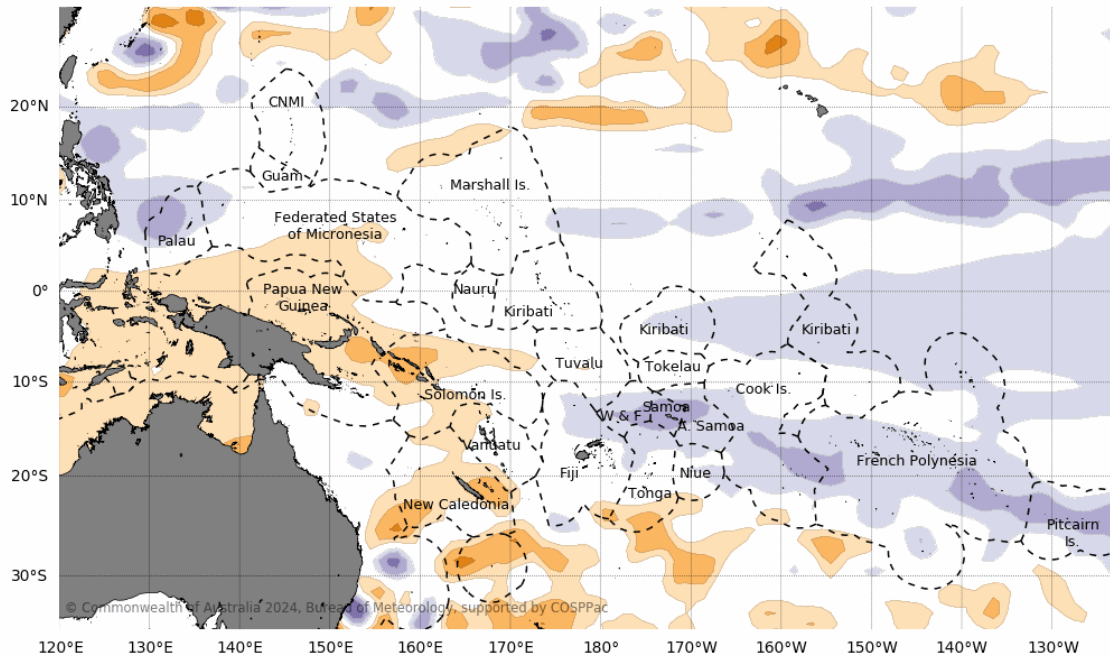 20°N
10°N
0°
10°S
20°S
30°S
CNMI
Guam
Marshall Is.
Federated States
of Micronesia
Palau
Papua New
Guinea
Nauru
Kiribati
Kiribati
Kiribati
Tuvalu
Tokelau
Cook Is.
Solomon Is.
W & F
Samoa
A. Samoa
Vanuatu
Fiji
Niue
French Polynesia
Tonga
New Caledonia
Pitcairn
Is.
© Commonwealth of Australia 2024, Bureau of Meteorology, supported by COSPPac
120°E 130°E 140°E 150°E 160°E 170°E 180° 170°W 160°W 150°W 140°W 130°W